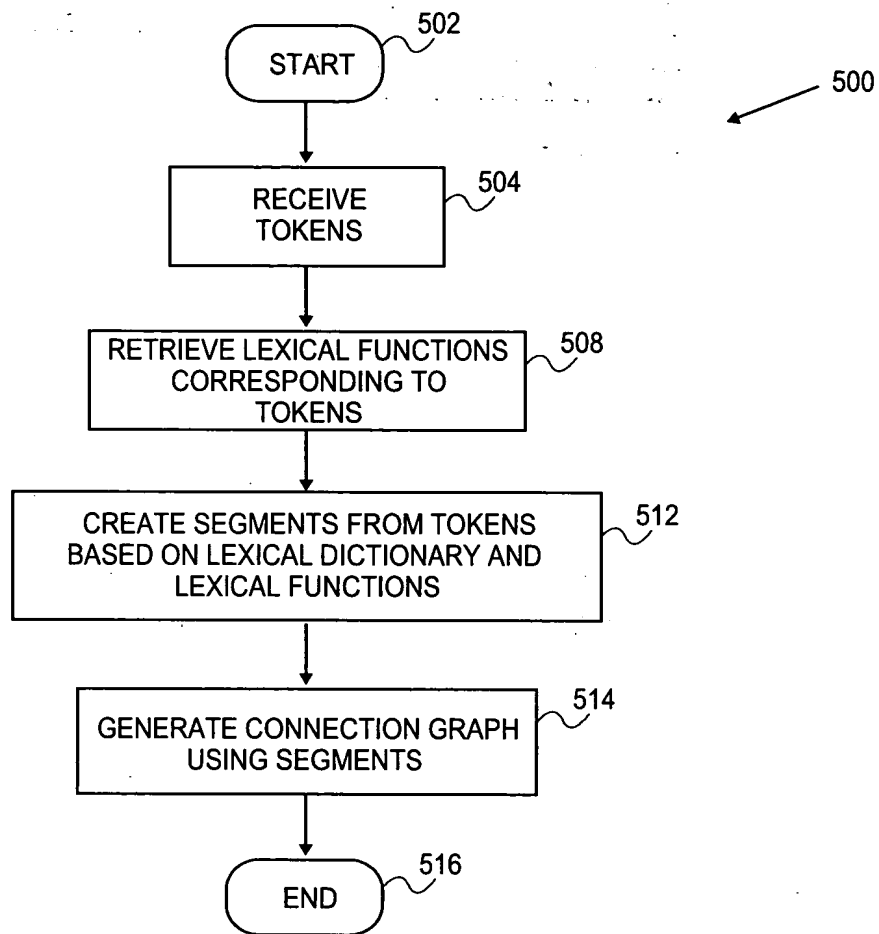 502
START
500
504
RECEIVE
TOKENS
508
RETRIEVE LEXICAL FUNCTIONS
CORRESPONDING TO
TOKENS
512
CREATE SEGMENTS FROM TOKENS
BASED ON LEXICAL DICTIONARY AND
LEXICAL FUNCTIONS
514
GENERATE CONNECTION GRAPH
USING SEGMENTS
516
END